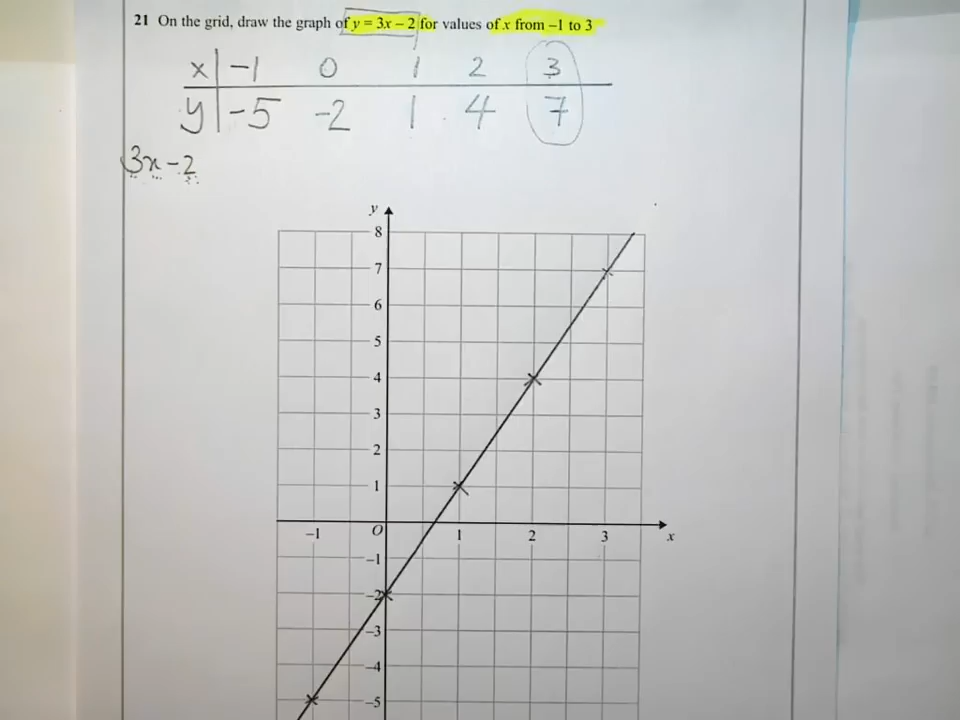 21 On the grid, draw the graph of y = 3x – 2 for values of x from –1 to 3
x –1 0 1 2 3
y –5 –2 1 4 7
3x – 2
y
8
7
6
5
4
3
2
1
–1 O 1 2 3 x
–1
–2
–3
–4
–5